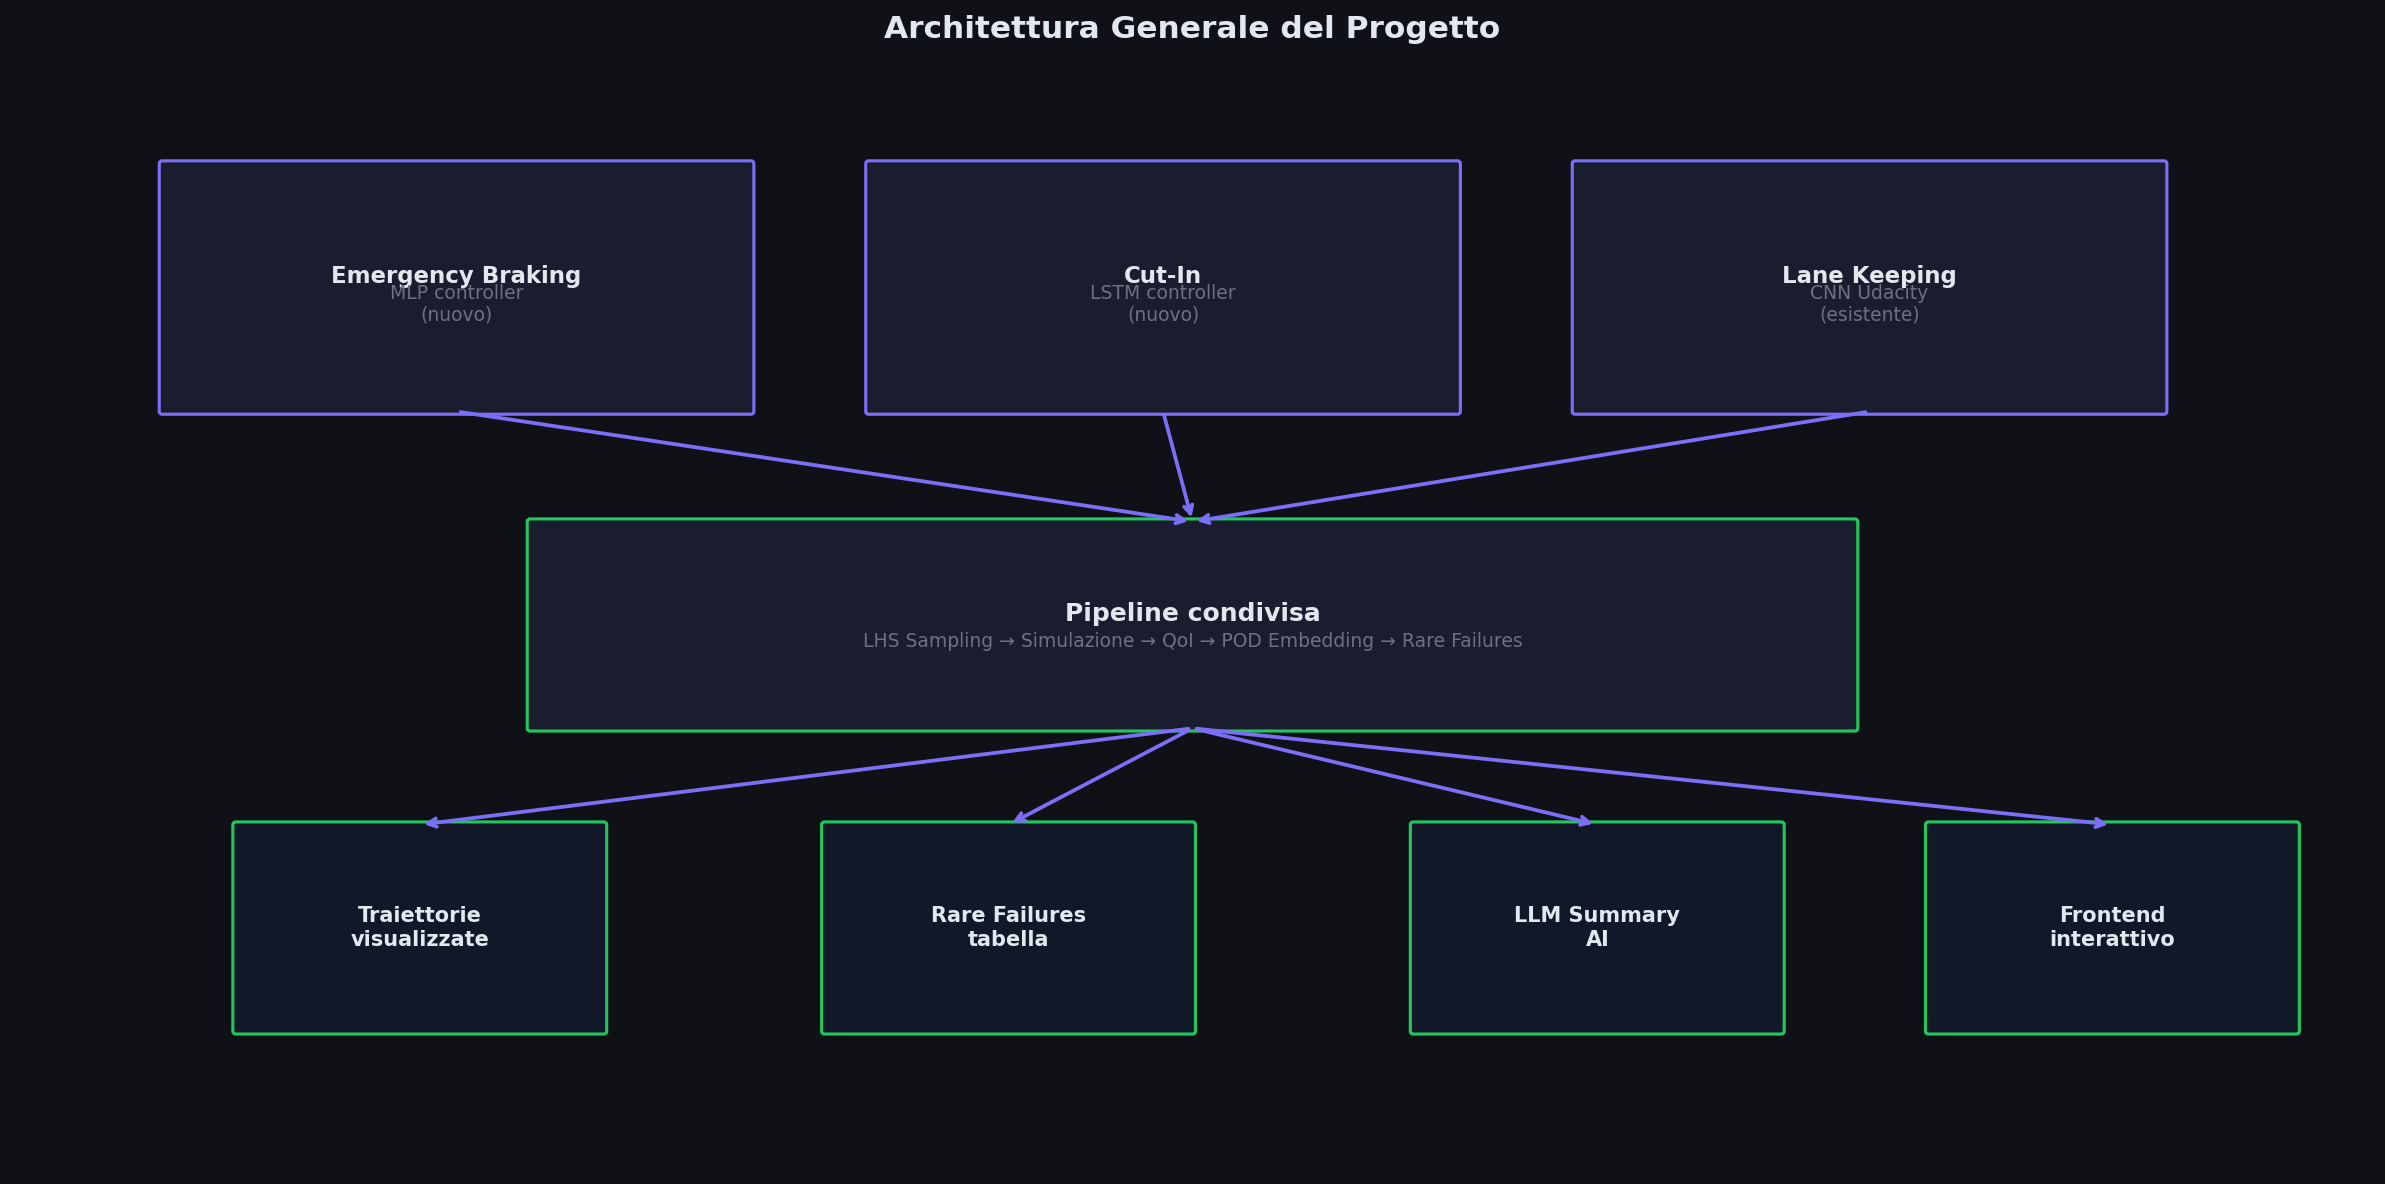 Architettura Generale del Progetto
Emergency Braking
MLP controller
(nuovo)
Cut-In
LSTM controller
(nuovo)
Lane Keeping
CNN Udacity
(esistente)
Pipeline condivisa
LHS Sampling → Simulazione → QoI → POD Embedding → Rare Failures
Traiettorie
visualizzate
Rare Failures
tabella
LLM Summary
AI
Frontend
interattivo